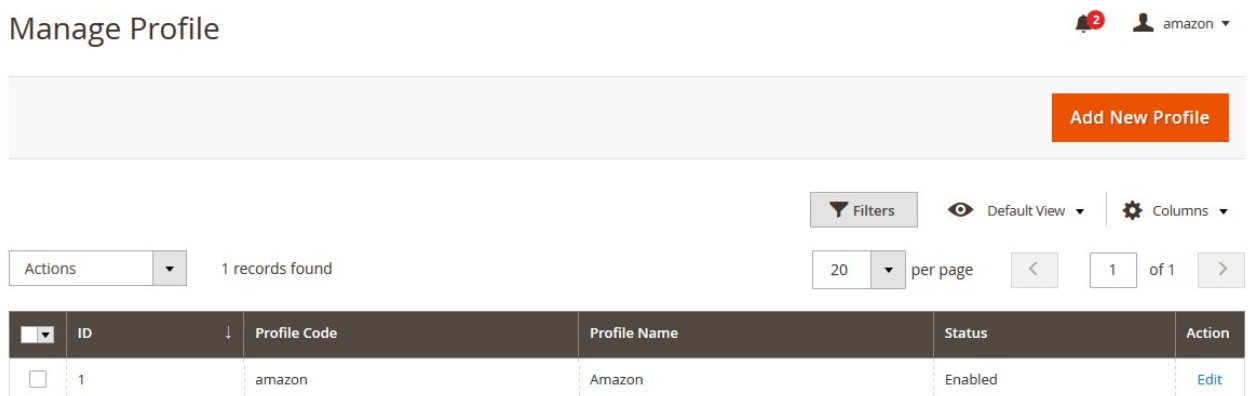 Manage Profile
2
amazon
Add New Profile
Filters
Default View
Columns
Actions
1 records found
20
per page
1
of 1
ID ↓ Profile Code Profile Name Status Action
1 amazon Amazon Enabled Edit